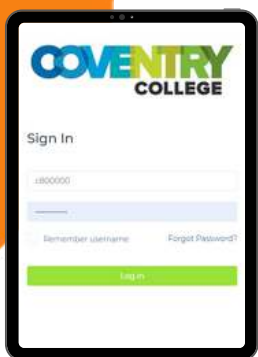 COVENTRY
COLLEGE
Sign In
c800000
Remember username
Forgot Password?
Log in